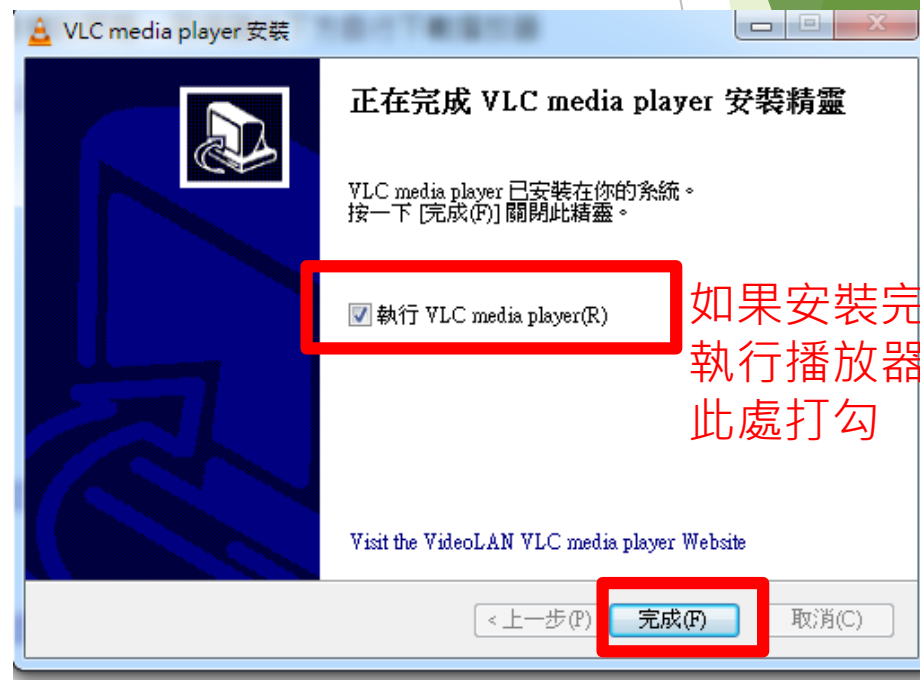 VLC media player 安裝
正在完成 VLC media player 安裝精靈
VLC media player 已安裝在你的系統。
按一下 [完成(F)] 關閉此精靈。
執行 VLC media player(R)
如果安裝完
執行播放器
此處打勾
Visit the VideoLAN VLC media player Website
<上一步(P)
完成(F)
取消(C)